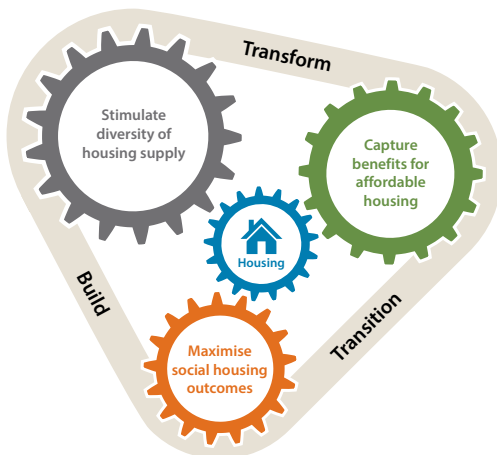 Transform
Stimulate
diversity of
housing supply
Capture
benefits for
affordable
housing
Housing
Build
Transition
Maximise
social housing
outcomes